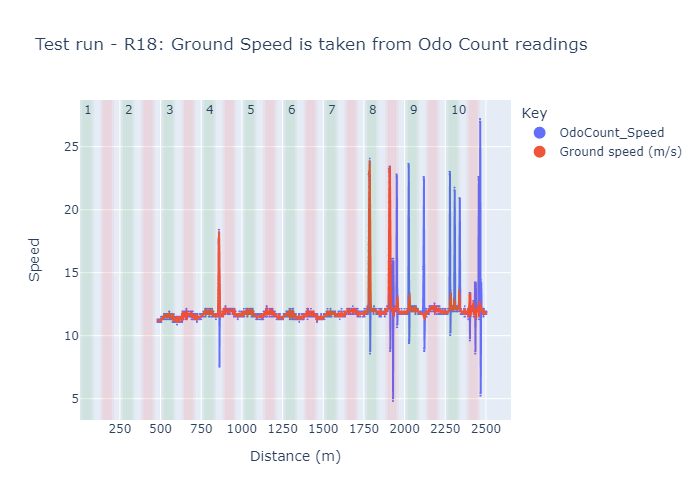 Test run - R18: Ground Speed is taken from Odo Count readings
1 2 3 4 5 6 7 8 9 10
Key
OdoCount_Speed
Ground speed (m/s)
25
20
15
10
5
Speed
250 500 750 1000 1250 1500 1750 2000 2250 2500
Distance (m)